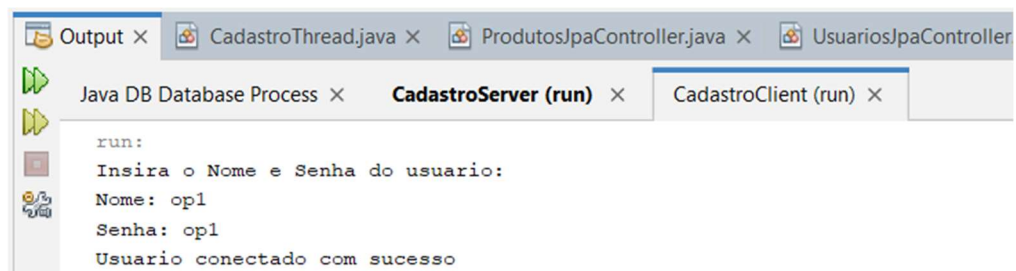 Output × CadastroThread.java × ProdutosJpaController.java × UsuariosJpaController.
Java DB Database Process × CadastroServer (run) × CadastroClient (run) ×
run:
Insira o Nome e Senha do usuario:
Nome: op1
Senha: op1
Usuario conectado com sucesso